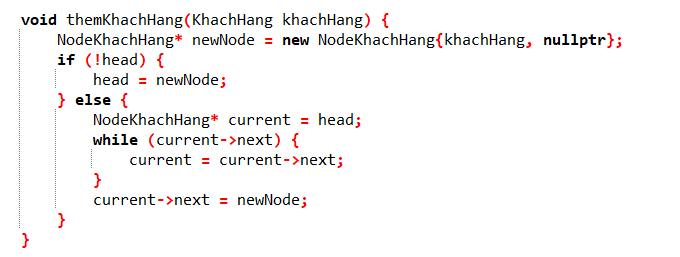 void themKhachHang(KhachHang khachHang) {
    NodeKhachHang* newNode = new NodeKhachHang{khachHang, nullptr};
    if (!head) {
        head = newNode;
    } else {
        NodeKhachHang* current = head;
        while (current->next) {
            current = current->next;
        }
        current->next = newNode;
    }
}